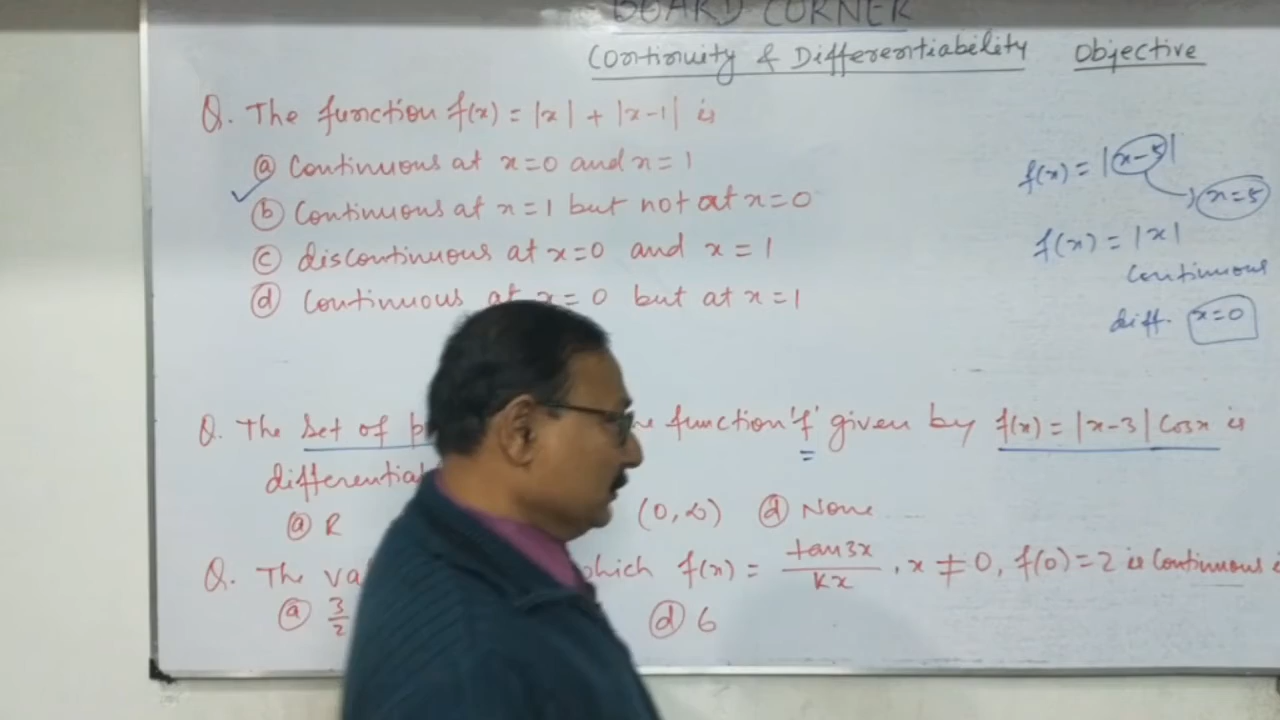 BOARD CORNER
Continuity & Differentiability Objective
Q. The function f(x) = |x| + |x-1| is
(a) Continuous at x=0 and x=1
(b) Continuous at x=1 but not at x=0
(c) discontinuous at x=0 and x=1
(d) Continuous at x=0 but at x=1
f(x) = |x-5|
x=5
f(x) = |x|
Continuous
diff. x=0
Q. The set of function 'f' given by f(x) = |x-3| Cosx is
(a) R (0,∞) (d) None
Q. The which f(x) = tan3x/kx, x ≠ 0, f(0)=2 is Continuous
(a) 3/2 (d) 6